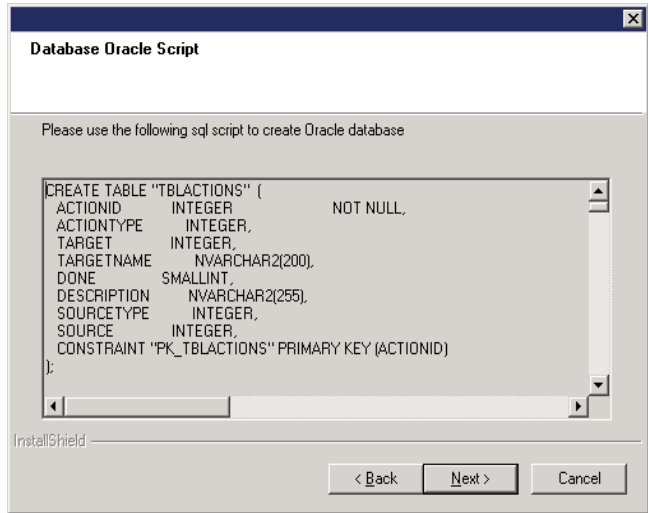 Database Oracle Script
Please use the following sql script to create Oracle database
CREATE TABLE "TBLACTIONS" (
ACTIONID INTEGER NOT NULL,
ACTIONTYPE INTEGER,
TARGET INTEGER,
TARGETNAME NVARCHAR2(200),
DONE SMALLINT,
DESCRIPTION NVARCHAR2(255),
SOURCETYPE INTEGER,
SOURCE INTEGER,
CONSTRAINT "PK_TBLACTIONS" PRIMARY KEY (ACTIONID)
);
InstallShield
< Back Next > Cancel